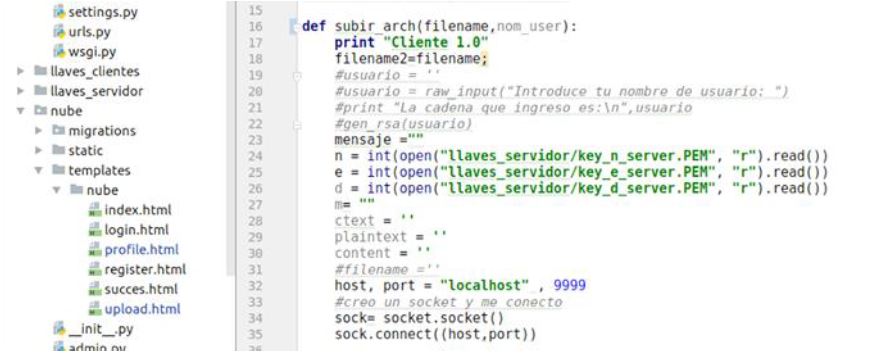 settings.py
urls.py
wsgi.py
llaves_clientes
llaves_servidor
nube
migrations
static
templates
nube
index.html
login.html
profile.html
register.html
succes.html
upload.html
__init__.py
admin.py
15
16 def subir_arch(filename,nom_user):
17 print "Cliente 1.0"
18 filename2=filename;
19 #usuario = ''
20 #usuario = raw_input("Introduce tu nombre de usuario: ")
21 #print "La cadena que ingreso es:\n",usuario
22 #gen_rsa(usuario)
23 mensaje =""
24 n = int(open("llaves_servidor/key_n_server.PEM", "r").read())
25 e = int(open("llaves_servidor/key_e_server.PEM", "r").read())
26 d = int(open("llaves_servidor/key_d_server.PEM", "r").read())
27 m= ""
28 ctext = ''
29 plaintext = ''
30 content = ''
31 #filename =''
32 host, port = "localhost" , 9999
33 #creo un socket y me conecto
34 sock= socket.socket()
35 sock.connect((host,port))